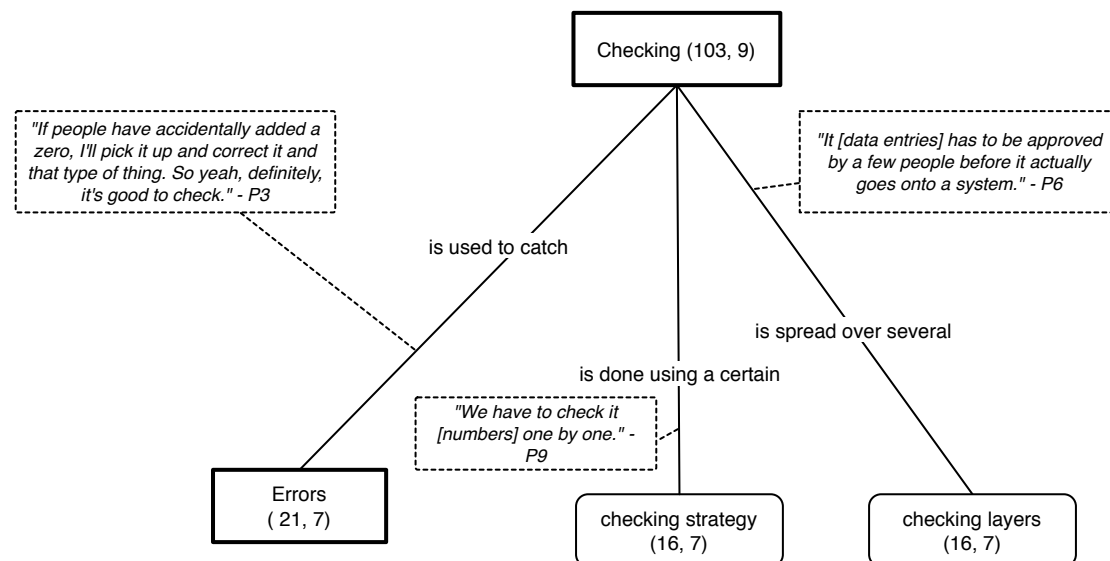 Checking (103, 9)
"If people have accidentally added a
zero, I'll pick it up and correct it and
that type of thing. So yeah, definitely,
it's good to check." - P3
"It [data entries] has to be approved
by a few people before it actually
goes onto a system." - P6
is used to catch
is spread over several
is done using a certain
"We have to check it
[numbers] one by one." -
P9
Errors
( 21, 7)
checking strategy
(16, 7)
checking layers
(16, 7)